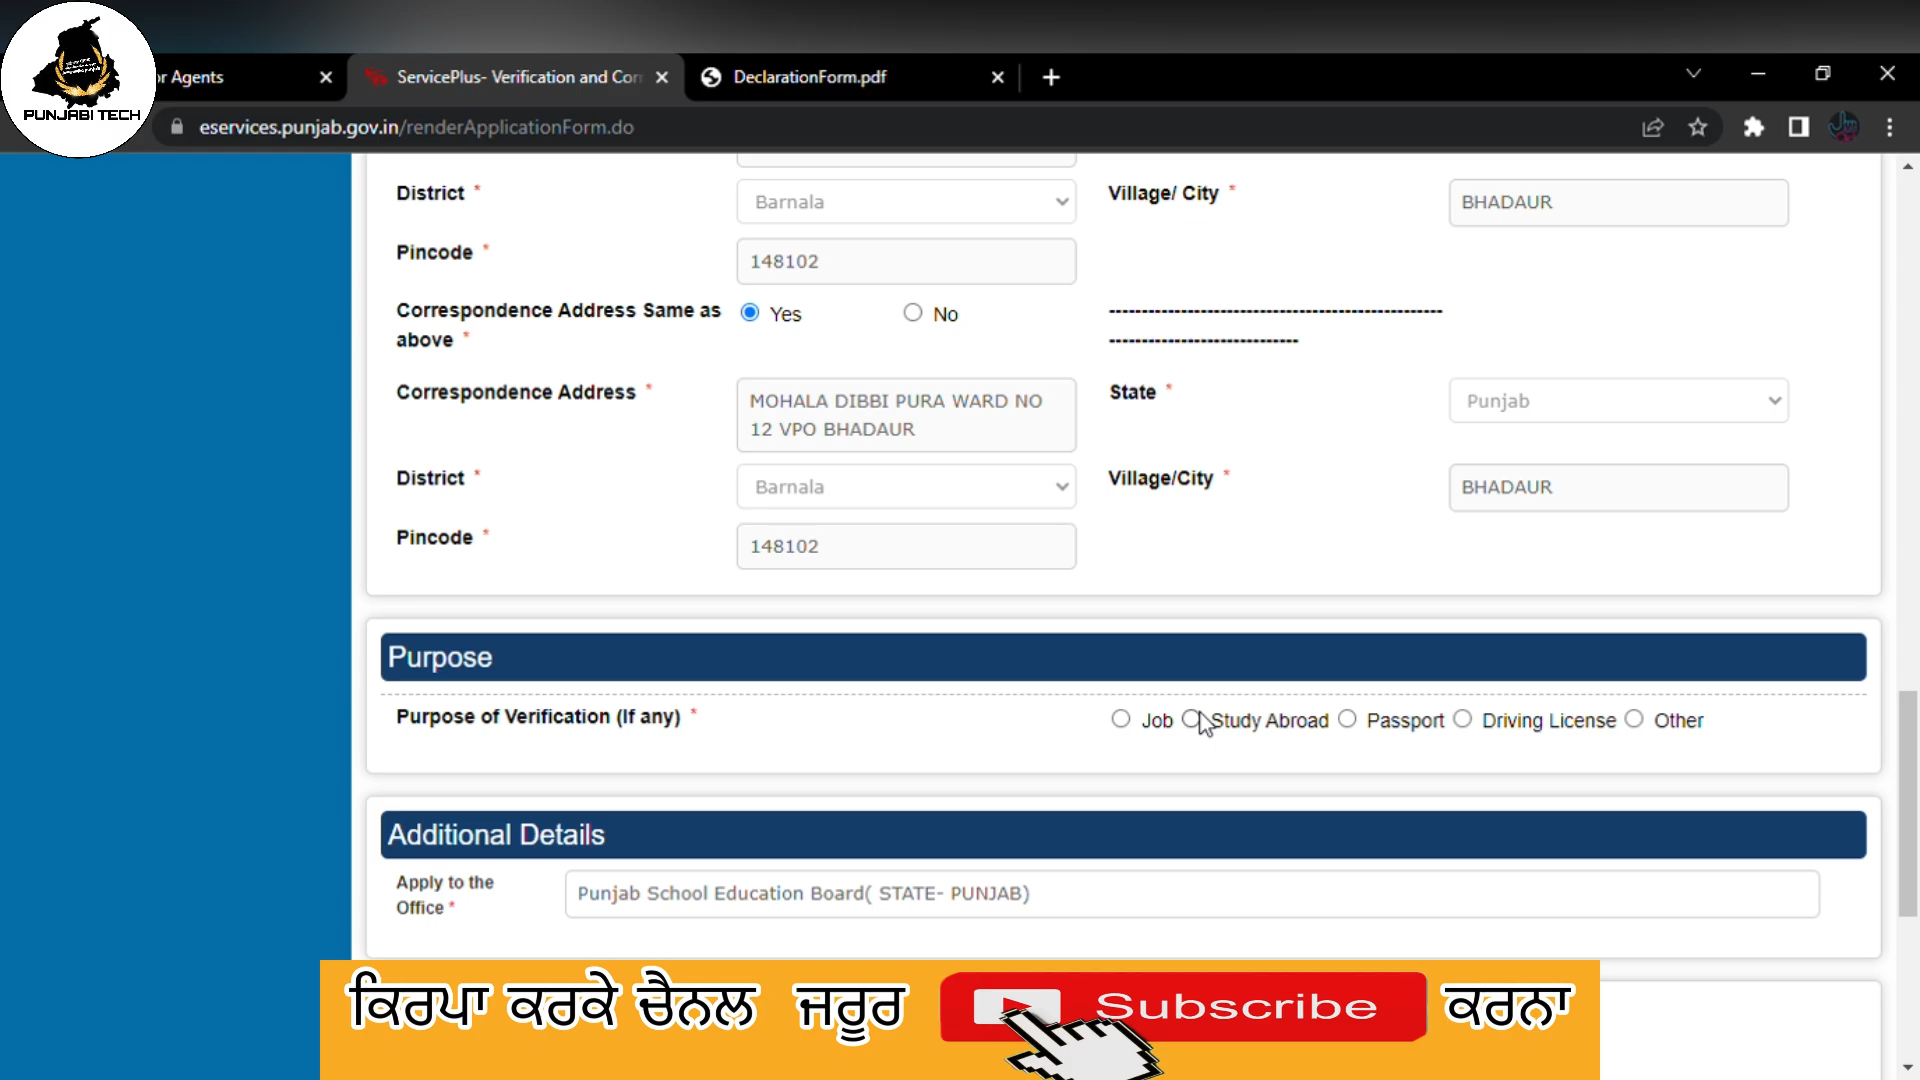 or Agents
ServicePlus- Verification and Cor
DeclarationForm.pdf
PUNJABI TECH
eservices.punjab.gov.in/renderApplicationForm.do
District * Barnala Village/ City * BHADAUR
Pincode * 148102
Correspondence Address Same as above * Yes No
--------------------------------------------------
-----------------------------
Correspondence Address * MOHALA DIBBI PURA WARD NO
12 VPO BHADAUR
State * Punjab
District * Barnala Village/City * BHADAUR
Pincode * 148102
Purpose
Purpose of Verification (If any) * Job Study Abroad Passport Driving License Other
Additional Details
Apply to the
Office * Punjab School Education Board( STATE- PUNJAB)
ਕਿਰਪਾ ਕਰਕੇ ਚੈਨਲ ਜਰੂਰ Subscribe ਕਰਨਾ